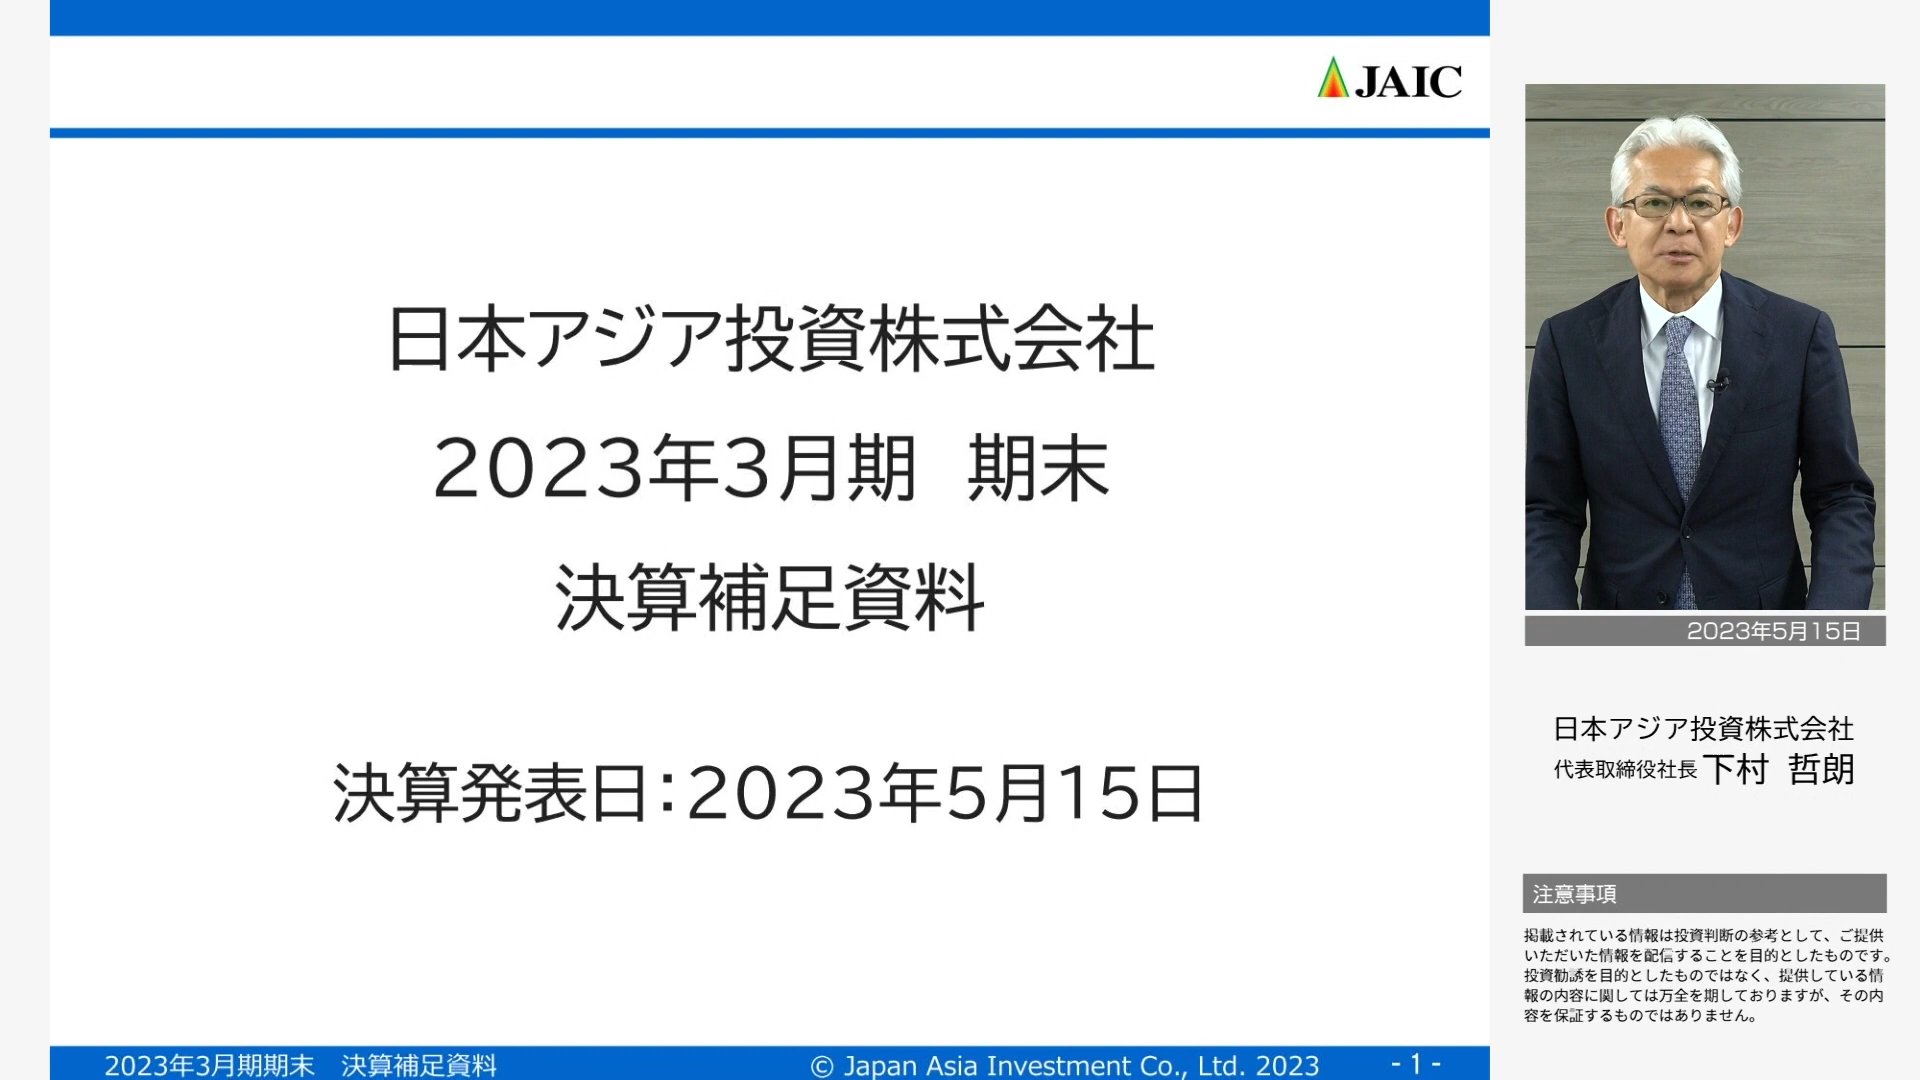 JAIC
日本アジア投資株式会社
2023年3月期　期末
決算補足資料
決算発表日：2023年5月15日
2023年3月期期末　決算補足資料
© Japan Asia Investment Co., Ltd. 2023
- 1 -
2023年5月15日
日本アジア投資株式会社
代表取締役社長 下村 哲朗
注意事項
掲載されている情報は投資判断の参考として、ご提供
いただいた情報を配信することを目的としたものです。
投資勧誘を目的としたものではなく、提供している情
報の内容に関しては万全を期しておりますが、その内
容を保証するものではありません。